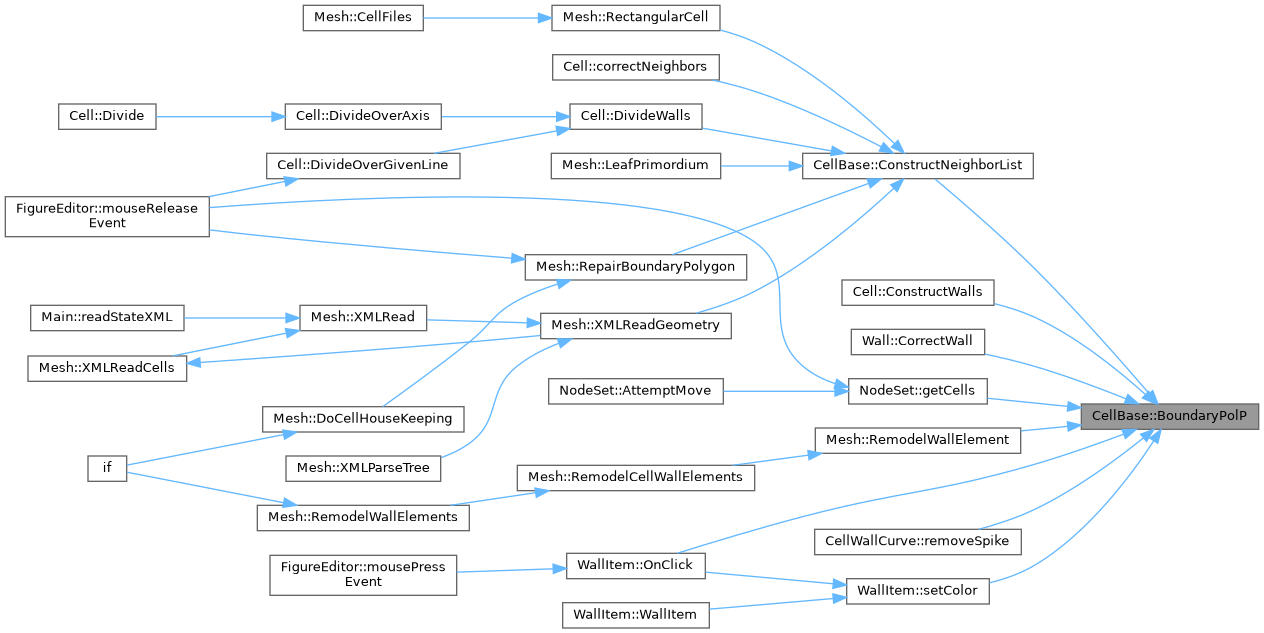 Mesh::CellFiles
Mesh::RectangularCell
Cell::correctNeighbors
Cell::Divide
Cell::DivideOverAxis
Cell::DivideWalls
Cell::DivideOverGivenLine
Mesh::LeafPrimordium
CellBase::ConstructNeighborList
FigureEditor::mouseRelease
Event
Mesh::RepairBoundaryPolygon
Cell::ConstructWalls
Main::readStateXML
Mesh::XMLRead
Mesh::XMLReadGeometry
Wall::CorrectWall
Mesh::XMLReadCells
NodeSet::AttemptMove
NodeSet::getCells
CellBase::BoundaryPolP
Mesh::DoCellHouseKeeping
Mesh::RemodelWallElement
if
Mesh::XMLParseTree
Mesh::RemodelCellWallElements
Mesh::RemodelWallElements
CellWallCurve::removeSpike
FigureEditor::mousePress
Event
WallItem::OnClick
WallItem::setColor
WallItem::WallItem